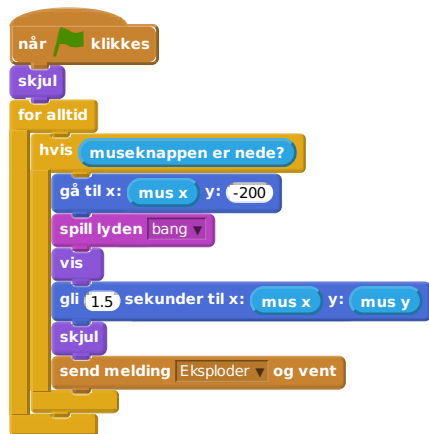 når klikkes
skjul
for alltid
hvis museknappen er nede?
gå til x: mus x y: -200
spill lyden bang
vis
gli 1.5 sekunder til x: mus x y: mus y
skjul
send melding Eksploder og vent